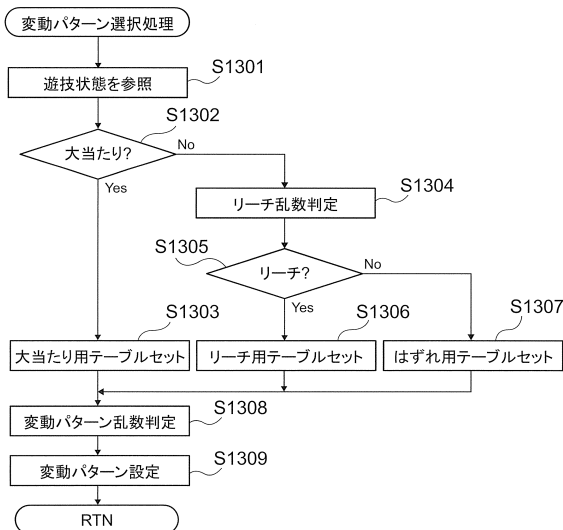 変動パターン選択処理
S1301
遊技状態を参照
S1302
大当たり?
No
Yes
S1304
リーチ乱数判定
S1305
リーチ?
No
Yes
S1303
大当たり用テーブルセット
S1306
リーチ用テーブルセット
S1307
はずれ用テーブルセット
S1308
変動パターン乱数判定
S1309
変動パターン設定
RTN